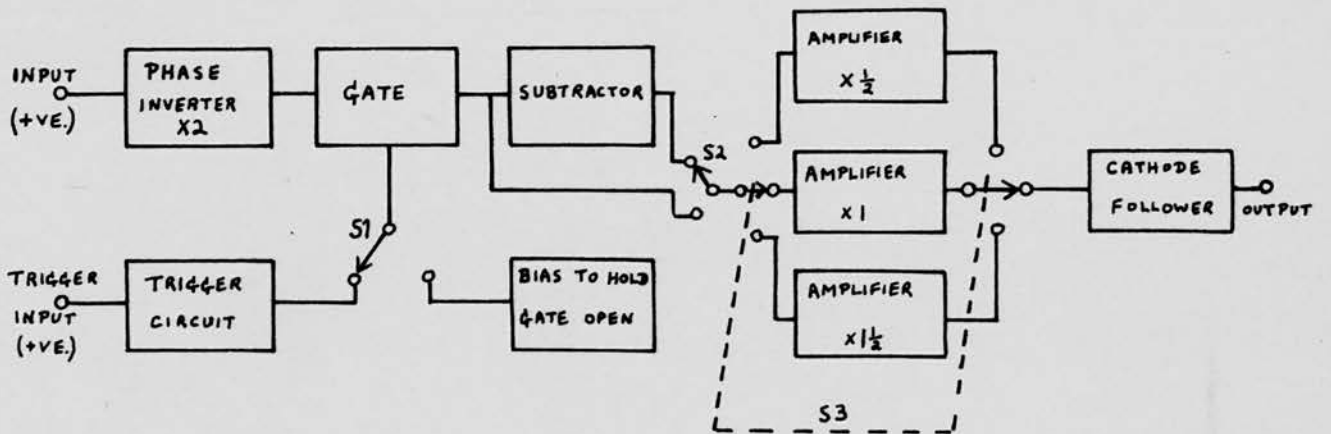 INPUT
(+VE.)
PHASE
INVERTER
X2
GATE
SUBTRACTOR
S2
AMPLIFIER
X ½
AMPLIFIER
X 1
AMPLIFIER
X 1½
S3
CATHODE
FOLLOWER
OUTPUT
S1
TRIGGER
INPUT
(+VE.)
TRIGGER
CIRCUIT
BIAS TO HOLD
GATE OPEN